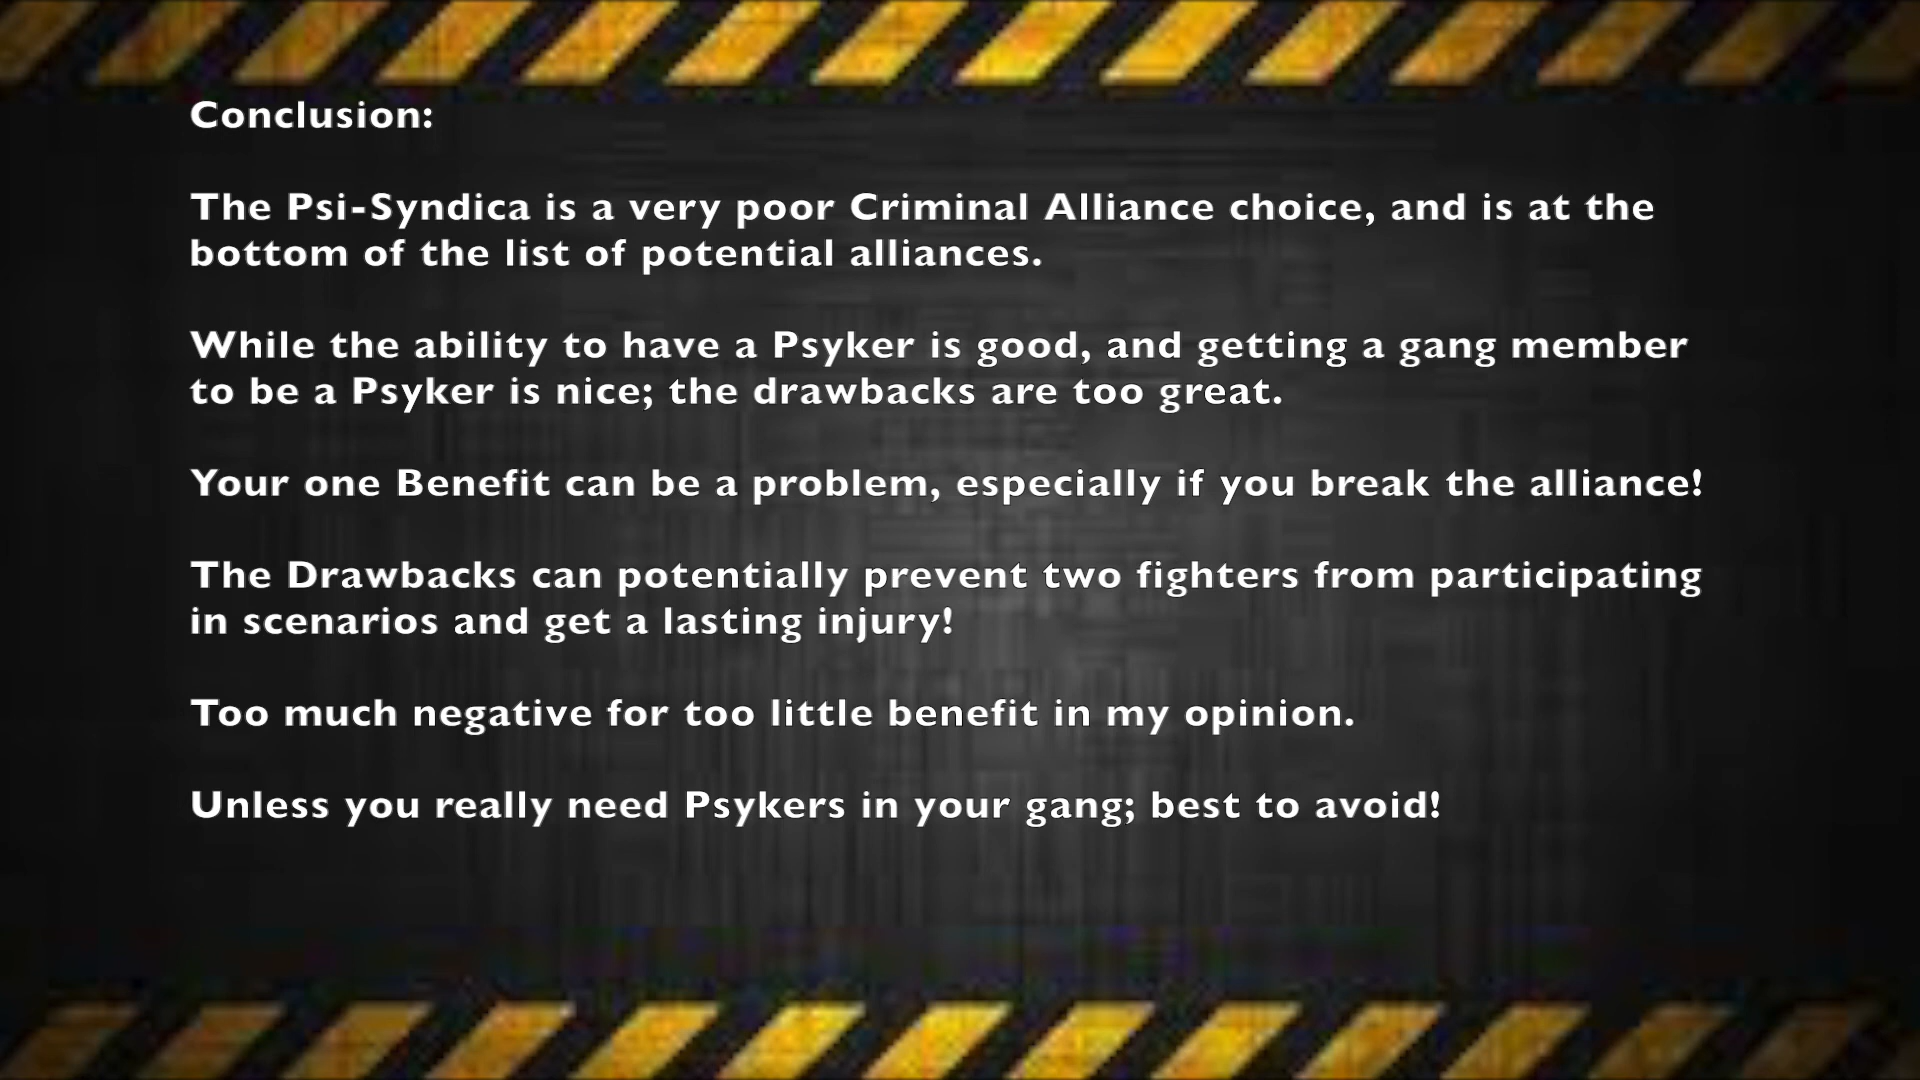 Conclusion:
The Psi-Syndica is a very poor Criminal Alliance choice, and is at the
bottom of the list of potential alliances.
While the ability to have a Psyker is good, and getting a gang member
to be a Psyker is nice; the drawbacks are too great.
Your one Benefit can be a problem, especially if you break the alliance!
The Drawbacks can potentially prevent two fighters from participating
in scenarios and get a lasting injury!
Too much negative for too little benefit in my opinion.
Unless you really need Psykers in your gang; best to avoid!